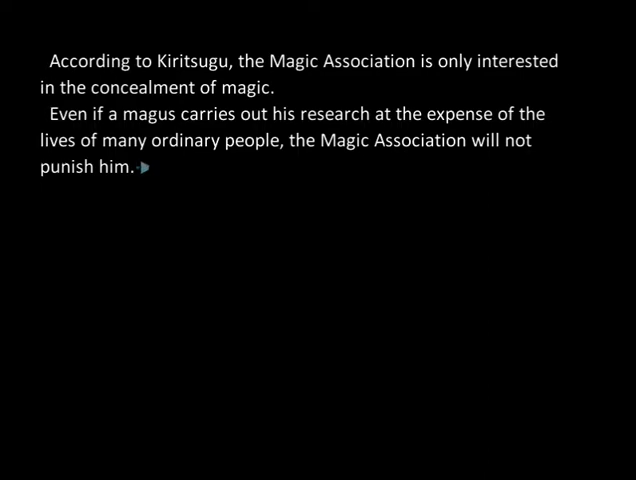 According to Kiritsugu, the Magic Association is only interested
in the concealment of magic.
Even if a magus carries out his research at the expense of the
lives of many ordinary people, the Magic Association will not
punish him.